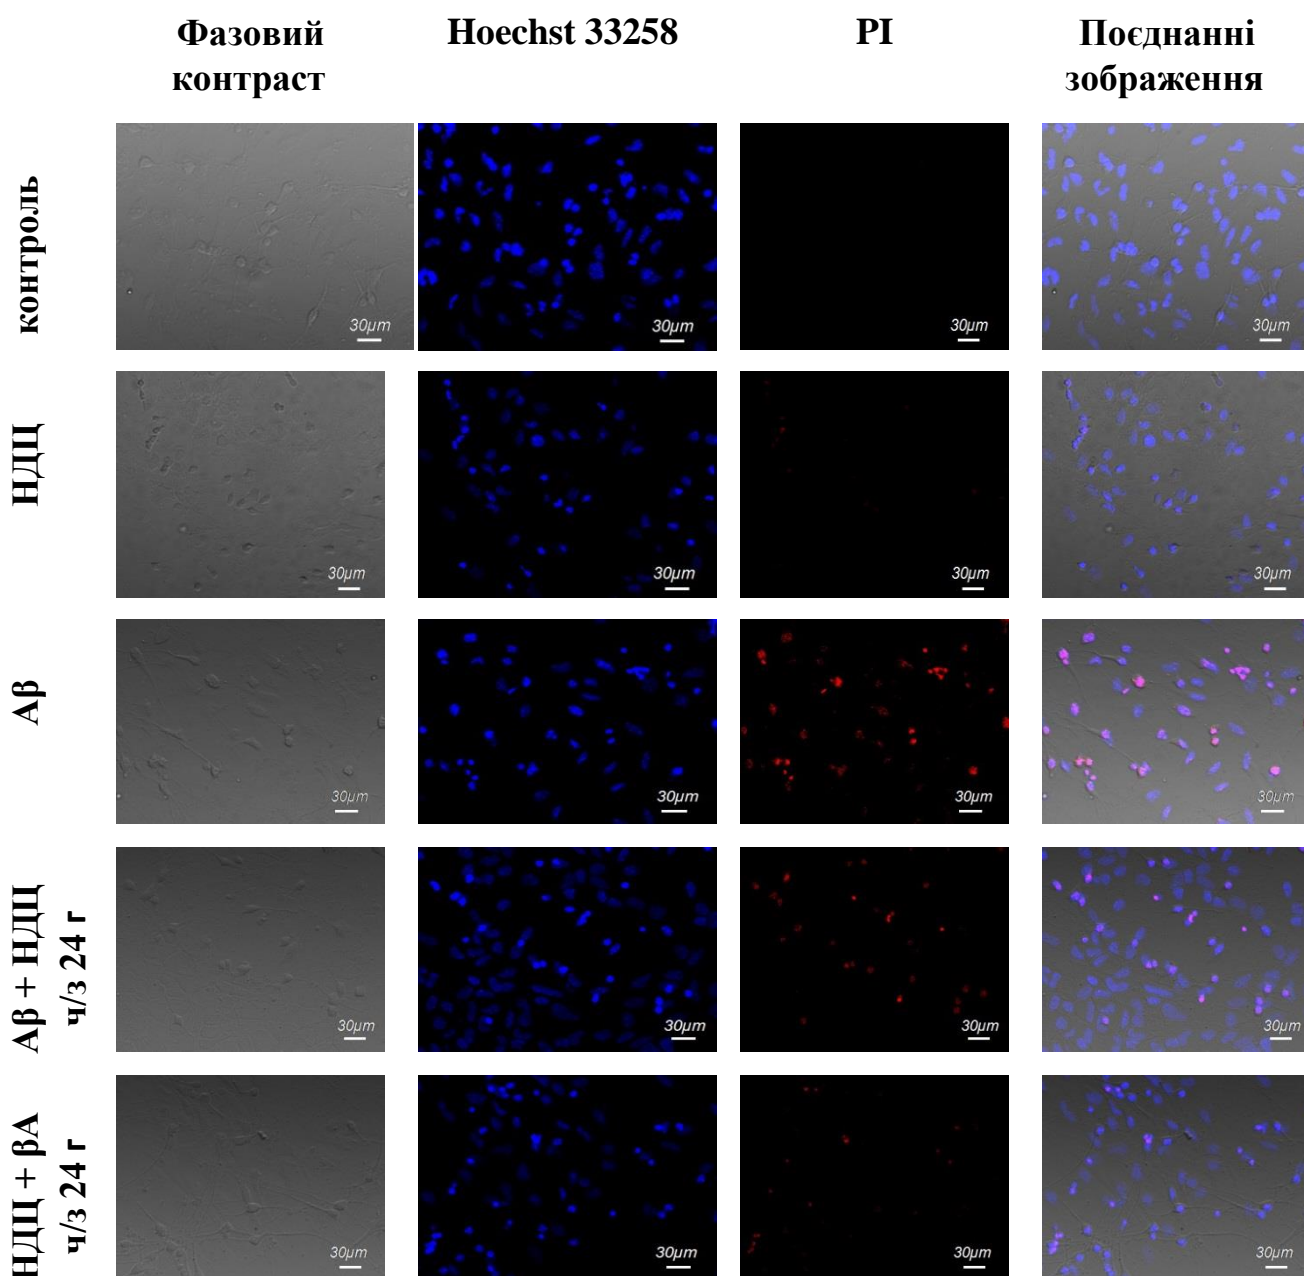 Фазовий
контраст
Hoechst 33258
PI
Поєднанні
зображення
контроль
30µm
30µm
30µm
30µm
НДЦ
30µm
30µm
30µm
30µm
Aβ
30µm
30µm
30µm
30µm
Aβ + НДЦ
ч/з 24 г
30µm
30µm
30µm
30µm
НДЦ + βA
ч/з 24 г
30µm
30µm
30µm
30µm